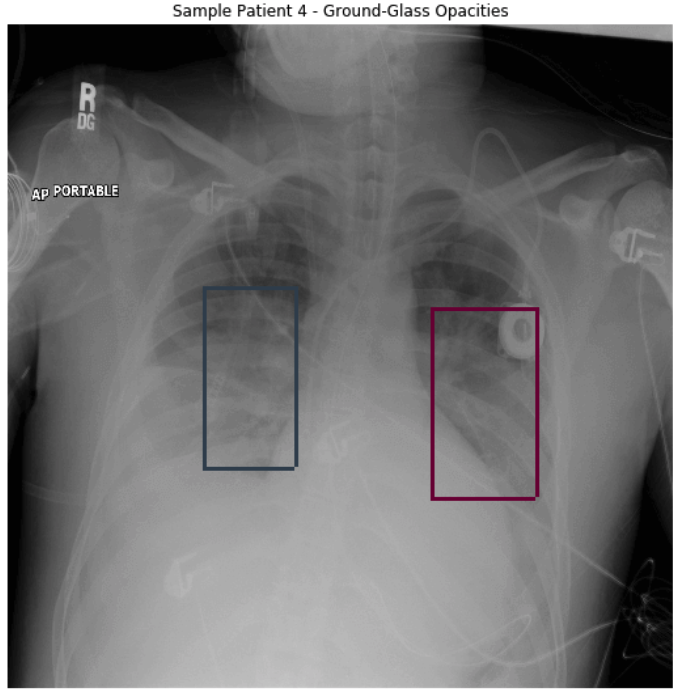 Sample Patient 4 - Ground-Glass Opacities
R
DG
AP PORTABLE